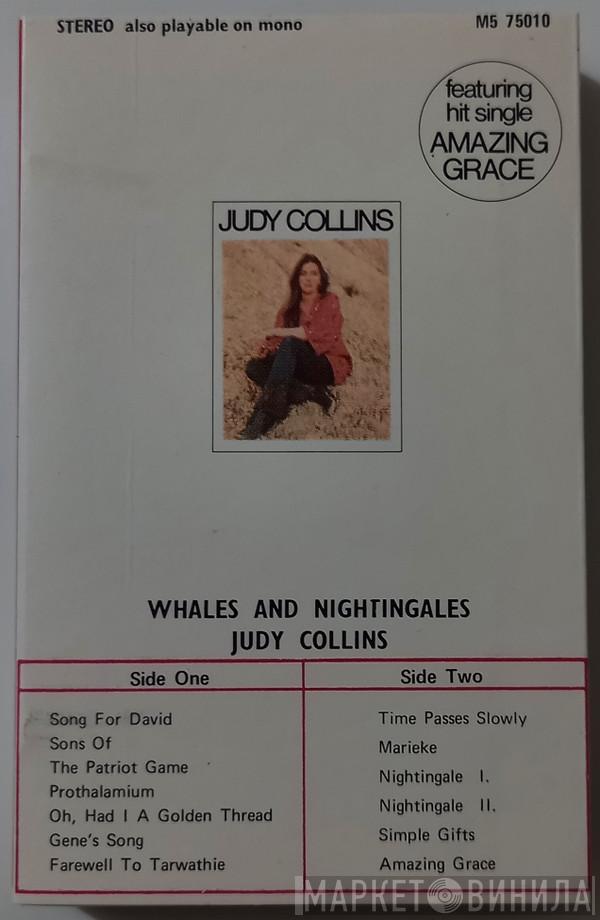 STEREO also playable on mono
M5 75010
featuring
hit single
AMAZING
GRACE
JUDY COLLINS
WHALES AND NIGHTINGALES
JUDY COLLINS
Side One
Song For David
Sons Of
The Patriot Game
Prothalamium
Oh, Had I A Golden Thread
Gene's Song
Farewell To Tarwathie
Side Two
Time Passes Slowly
Marieke
Nightingale I.
Nightingale II.
Simple Gifts
Amazing Grace
МАРКЕТ ВИНИЛА